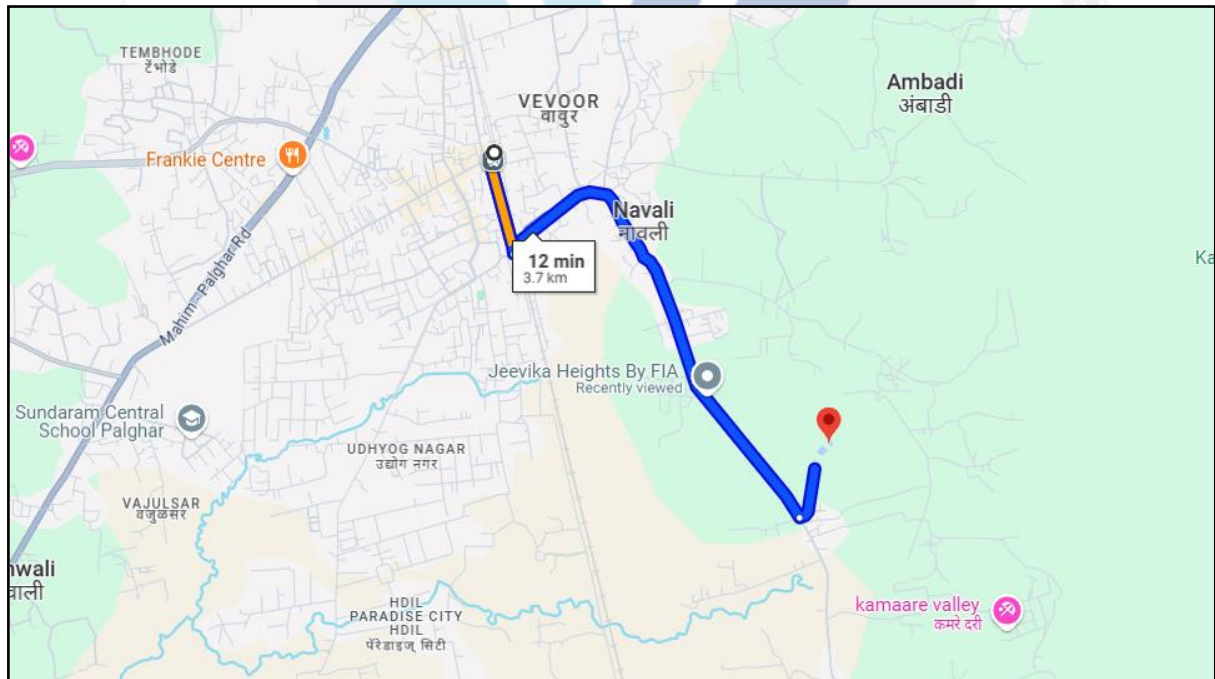 TEMBHODE
टेंभोडे
VEVOOR
वावुर
Ambadi
अंबाडी
Frankie Centre
Navali
नावली
12 min
3.7 km
Ka
Mahim - Palghar Rd
Jeevika Heights By FIA
Recently viewed
Sundaram Central
School Palghar
UDHYOG NAGAR
उद्योग नगर
VAJULSAR
वजुळसर
nwali
वाली
HDIL
PARADISE CITY
HDIL
पॅरेडाइज् सिटी
kamaare valley
कमरे दरी